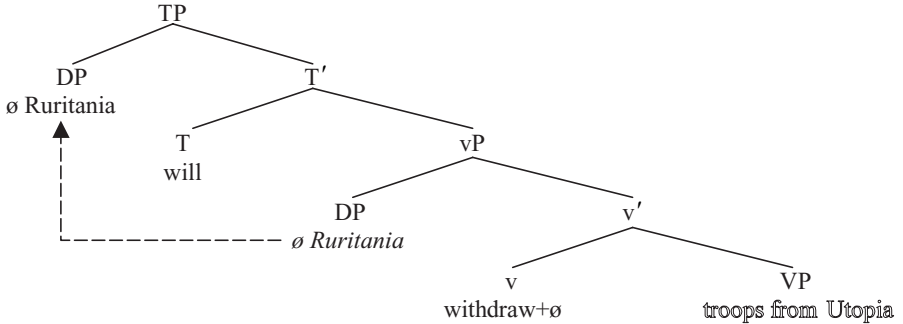 TP
DP T′
ø Ruritania
T vP
will
DP v′
ø Ruritania
v VP
withdraw+ø troops from Utopia